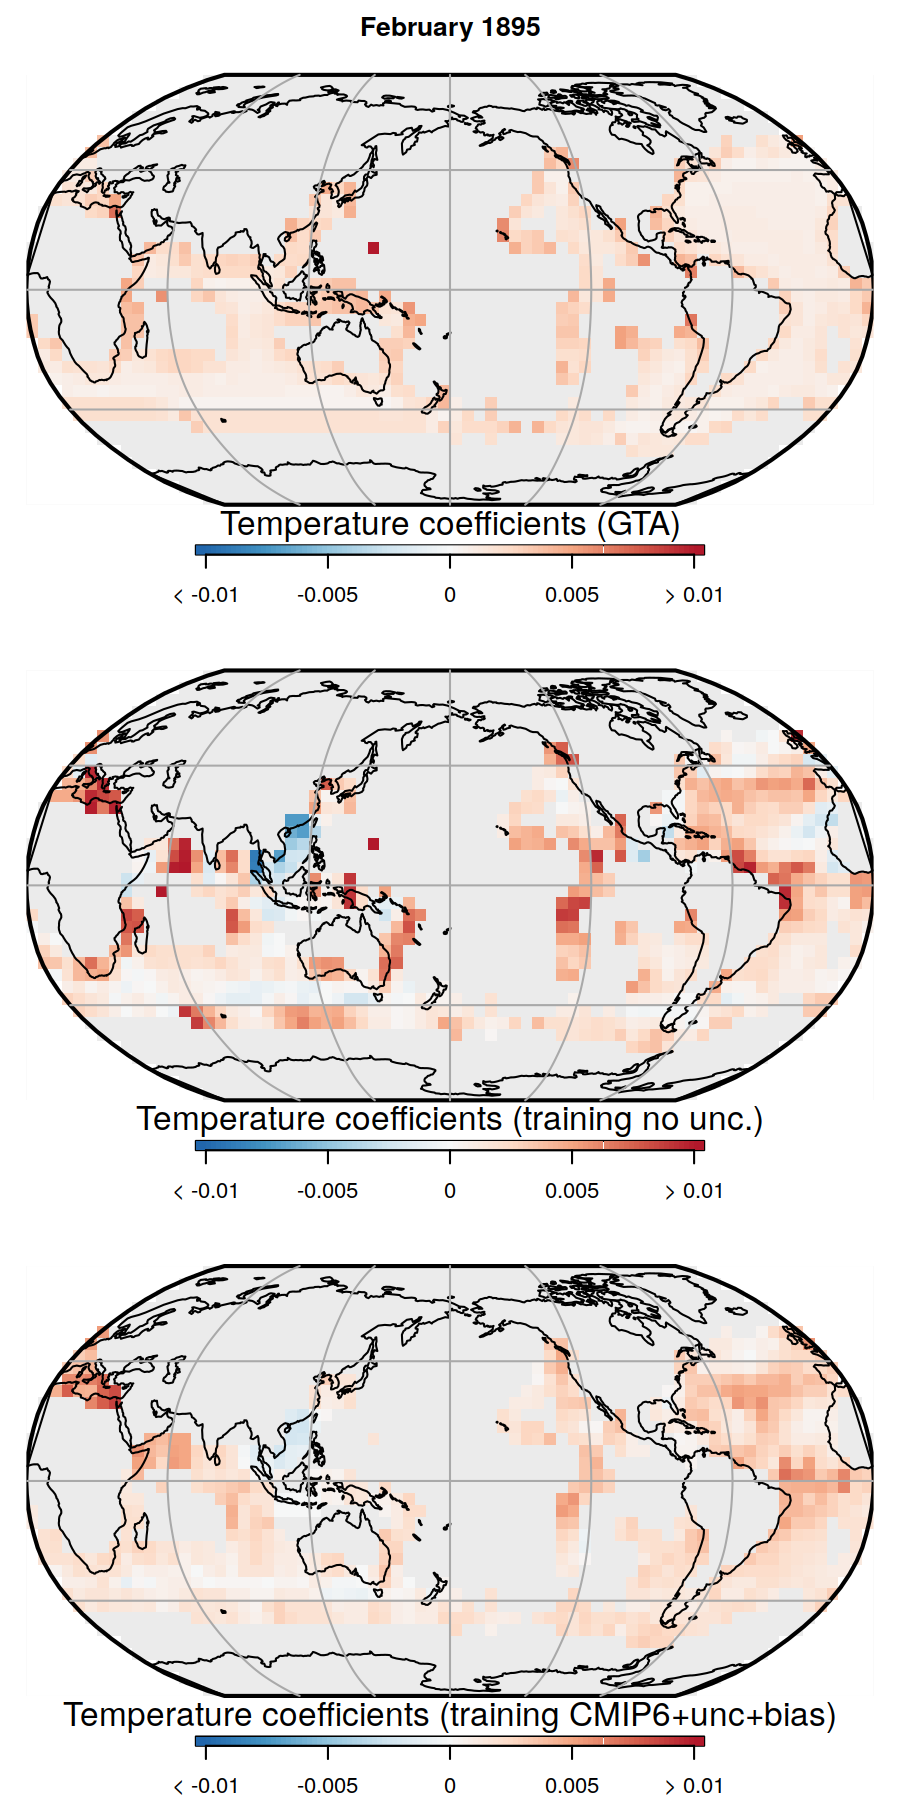 February 1895
Temperature coefficients (GTA)
< -0.01 -0.005 0 0.005 > 0.01
Temperature coefficients (training no unc.)
< -0.01 -0.005 0 0.005 > 0.01
Temperature coefficients (training CMIP6+unc+bias)
< -0.01 -0.005 0 0.005 > 0.01